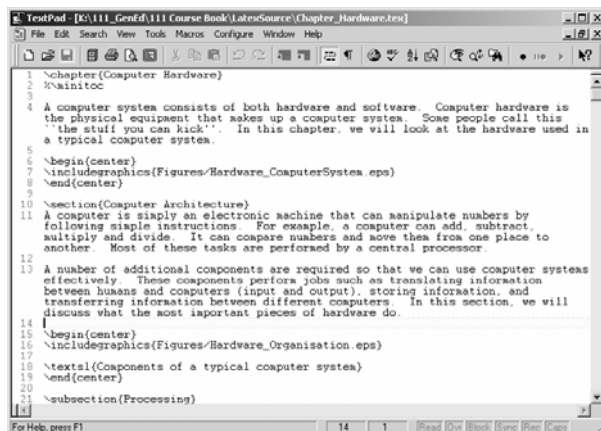 TextPad - [K:\111_GenEd\111 Course Book\LatexSource\Chapter_Hardware.tex]
File Edit Search View Tools Macros Configure Window Help
1 \chapter{Computer Hardware}
2 %\minitoc
3
4 A computer system consists of both hardware and software. Computer hardware is
the physical equipment that makes up a computer system. Some people call this
``the stuff you can kick''. In this chapter, we will look at the hardware used in
a typical computer system.
5
6 \begin{center}
7 \includegraphics{Figures/Hardware_ComputerSystem.eps}
8 \end{center}
9
10 \section{Computer Architecture}
11 A computer is simply an electronic machine that can manipulate numbers by
following simple instructions. For example, a computer can add, subtract,
multiply and divide. It can compare numbers and move them from one place to
another. Most of these tasks are performed by a central processor.
12
13 A number of additional components are required so that we can use computer systems
effectively. These components perform jobs such as translating information
between humans and computers (input and output), storing information, and
transferring information between different computers. In this section, we will
discuss what the most important pieces of hardware do.
14
15 \begin{center}
16 \includegraphics{Figures/Hardware_Organisation.eps}
17
18 \textsl{Components of a typical computer system}
19 \end{center}
20
21 \subsection{Processing}
For Help, press F1 14 1 Read Ovr Block Sync Rec Caps